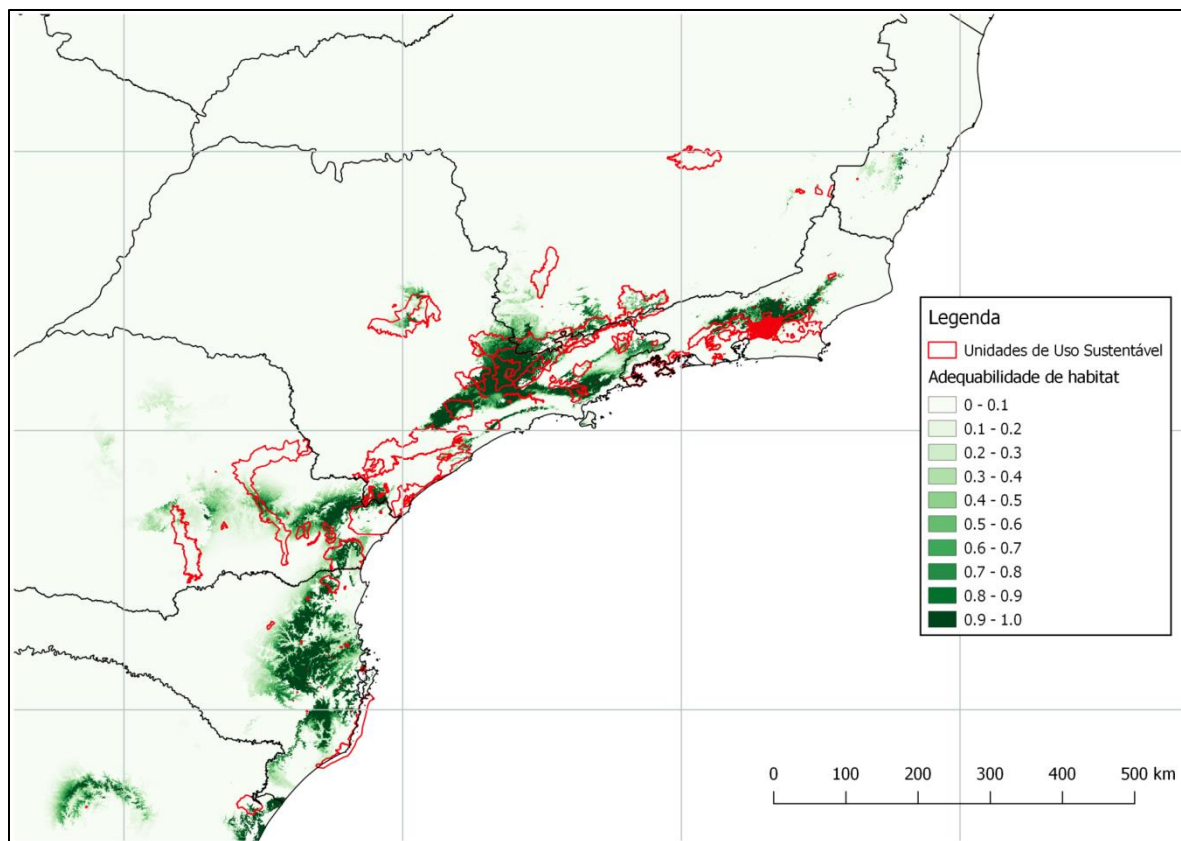 Legenda
Unidades de Uso Sustentável
Adequabilidade de habitat
0 - 0.1
0.1 - 0.2
0.2 - 0.3
0.3 - 0.4
0.4 - 0.5
0.5 - 0.6
0.6 - 0.7
0.7 - 0.8
0.8 - 0.9
0.9 - 1.0
0 100 200 300 400 500 km